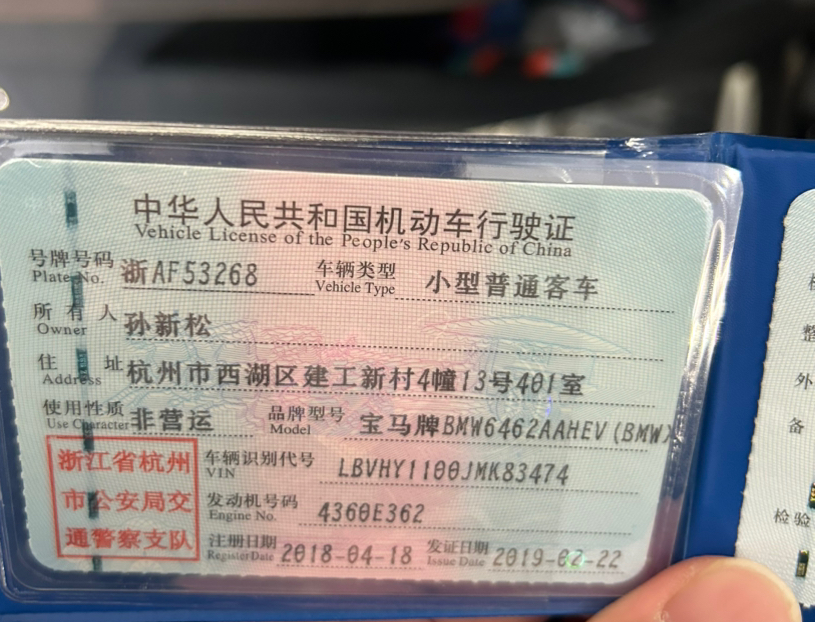 中华人民共和国机动车行驶证
Vehicle License of the People's Republic of China
号牌号码 浙AF53268 车辆类型 小型普通客车
Plate No. Vehicle Type
所有人 孙新松
Owner
住址 杭州市西湖区建工新村4幢13号401室
Address
使用性质 非营运 品牌型号 宝马牌BMW6462AAHEV(BMW)
Use Character Model
浙江省杭州
市公安局交
通警察支队
车辆识别代号 LBVHY1100JMK83474
VIN
发动机号码 4360E362
Engine No.
注册日期 2018-04-18 发证日期 2019-02-22
Register Date Issue Date
整
外
备
检验